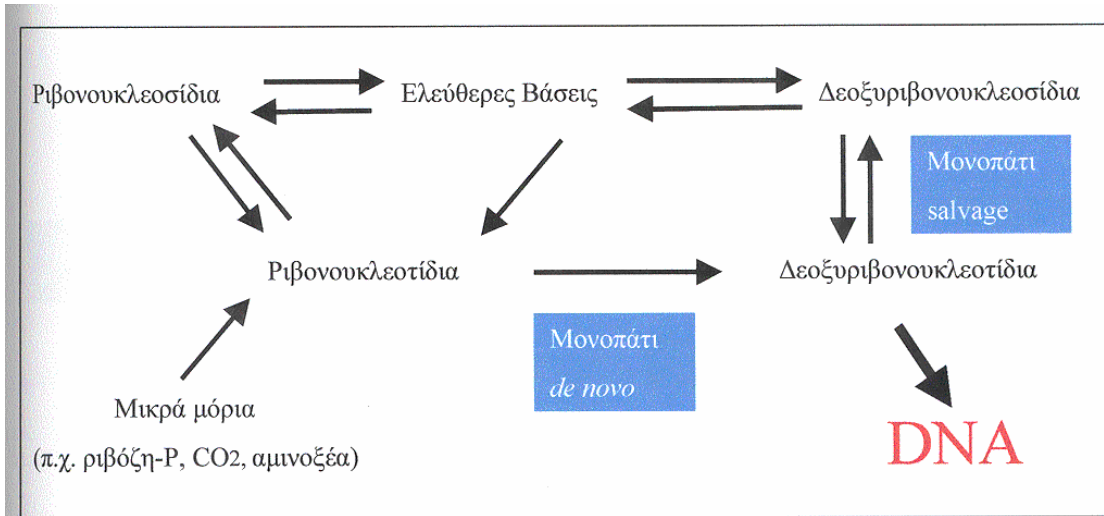 Ριβονουκλεοσίδια
Ελεύθερες Βάσεις
Δεοξυριβονουκλεοσίδια
Μονοπάτι
salvage
Ριβονουκλεοτίδια
Δεοξυριβονουκλεοτίδια
Μονοπάτι
de novo
Μικρά μόρια
(π.χ. ριβόζη-P, CO2, αμινοξέα)
DNA